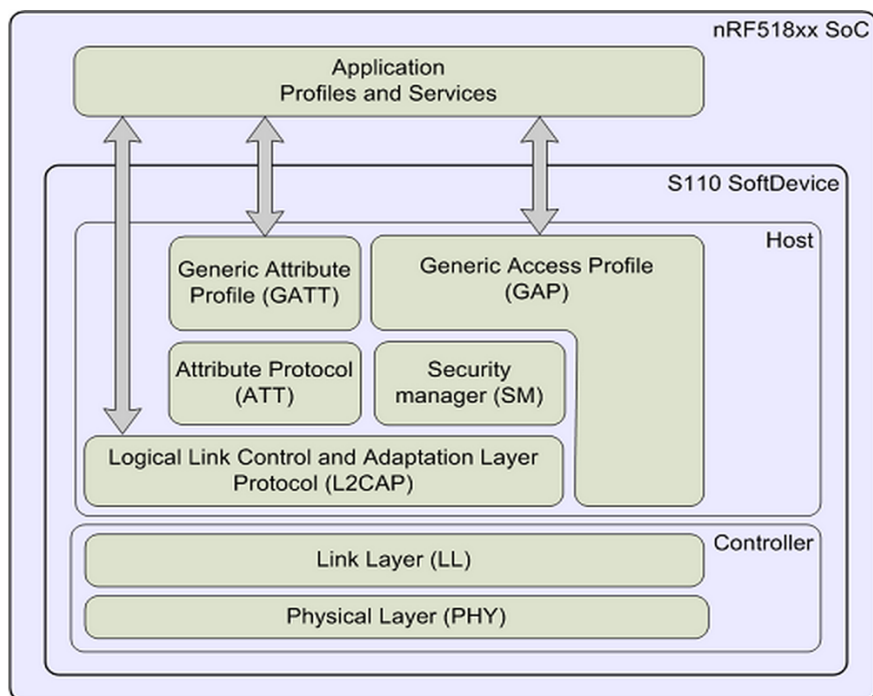 nRF518xx SoC
Application
Profiles and Services
S110 SoftDevice
Host
Generic Attribute
Profile (GATT)
Generic Access Profile
(GAP)
Attribute Protocol
(ATT)
Security
manager (SM)
Logical Link Control and Adaptation Layer
Protocol (L2CAP)
Controller
Link Layer (LL)
Physical Layer (PHY)